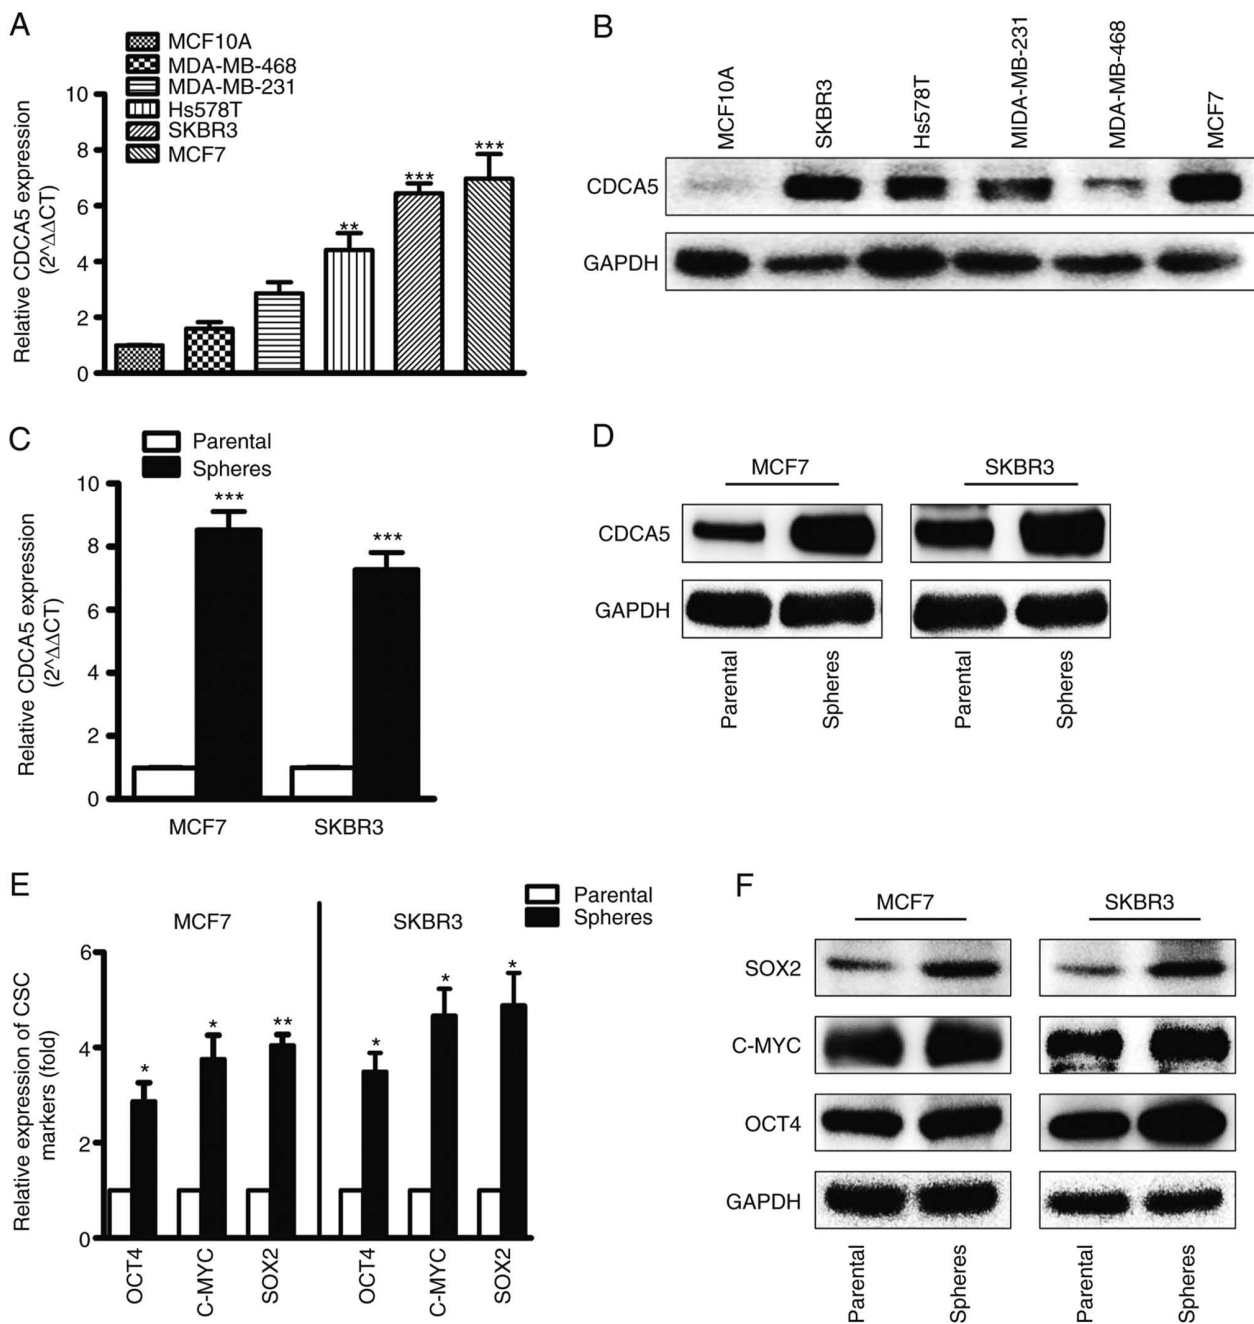 A
MCF10A
MDA-MB-468
MDA-MB-231
Hs578T
SKBR3
MCF7
Relative CDCA5 expression
(2^ΔΔCT)
10
8
6
4
2
0
**
***
***
B
MCF10A
SKBR3
Hs578T
MIDA-MB-231
MDA-MB-468
MCF7
CDCA5
GAPDH
C
Parental
Spheres
Relative CDCA5 expression
(2^ΔΔCT)
10
8
6
4
2
0
***
***
MCF7
SKBR3
D
MCF7
SKBR3
CDCA5
GAPDH
Parental
Spheres
Parental
Spheres
E
Parental
Spheres
MCF7
SKBR3
Relative expression of CSC
markers (fold)
6
4
2
0
*
*
**
*
*
*
OCT4
C-MYC
SOX2
OCT4
C-MYC
SOX2
F
MCF7
SKBR3
SOX2
C-MYC
OCT4
GAPDH
Parental
Spheres
Parental
Spheres